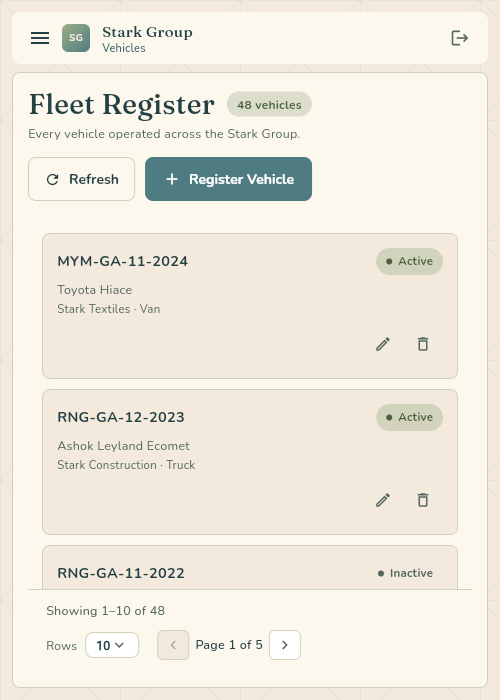 SG
Stark Group
Vehicles
Fleet Register
48 vehicles
Every vehicle operated across the Stark Group.
Refresh
Register Vehicle
MYM-GA-11-2024
Active
Toyota Hiace
Stark Textiles · Van
RNG-GA-12-2023
Active
Ashok Leyland Ecomet
Stark Construction · Truck
RNG-GA-11-2022
Inactive
Showing 1–10 of 48
Rows 10 Page 1 of 5